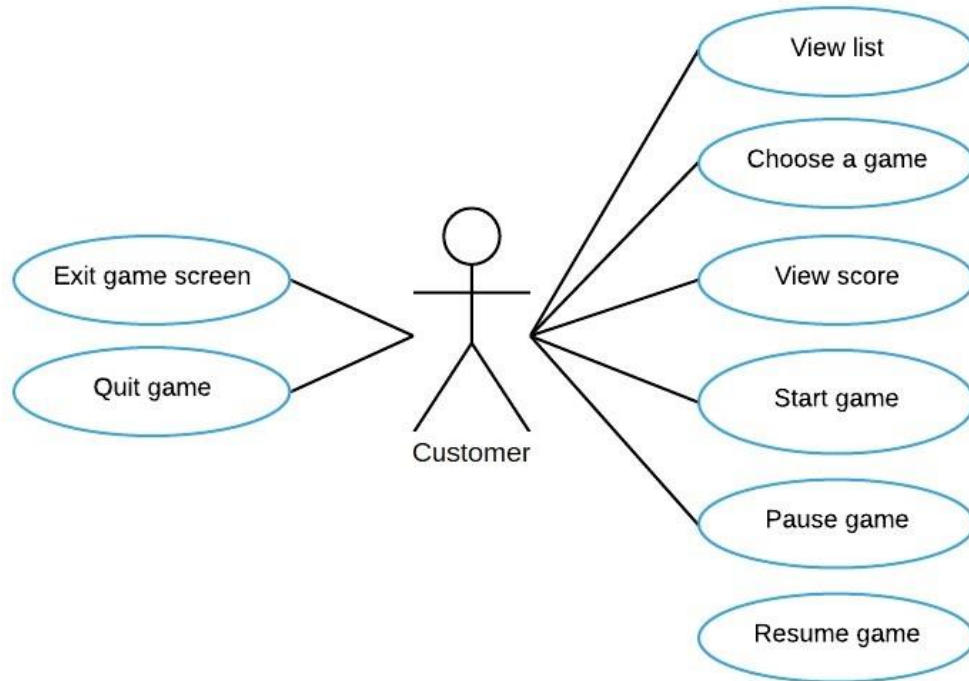 View list
Choose a game
Exit game screen
View score
Quit game
Start game
Customer
Pause game
Resume game